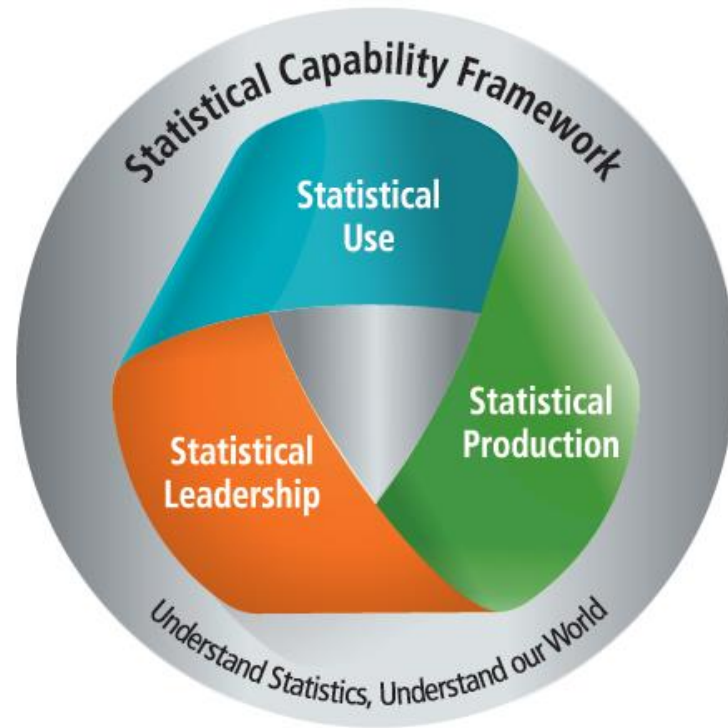 Statistical Capability Framework
Statistical
Use
Statistical
Production
Statistical
Leadership
Understand Statistics, Understand our World